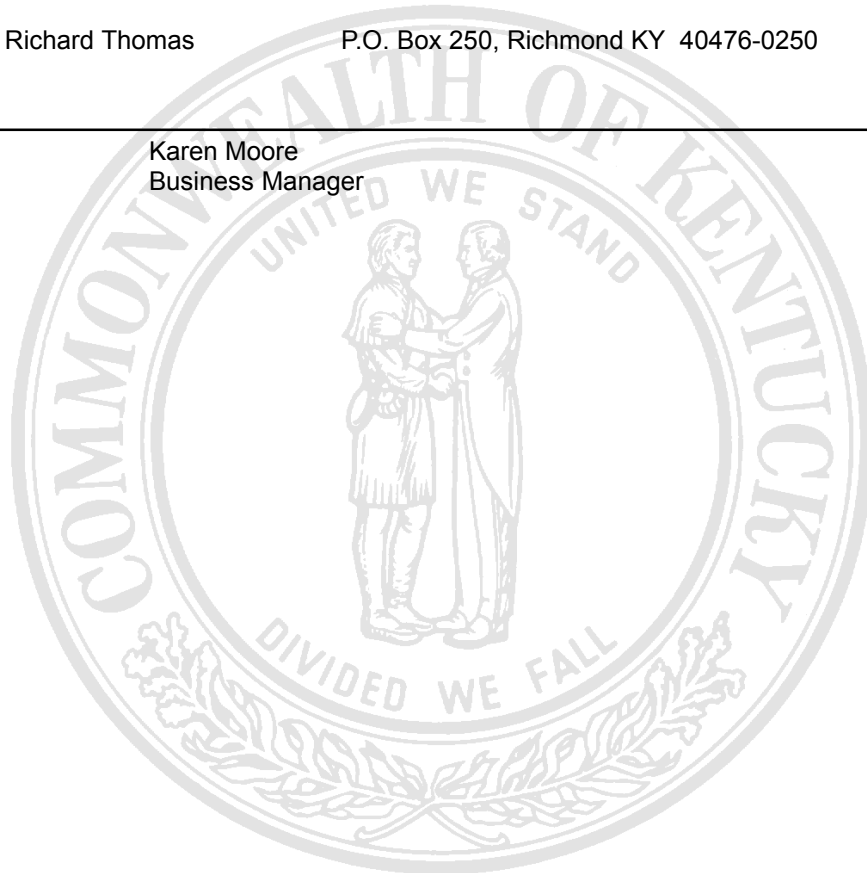 Richard Thomas P.O. Box 250, Richmond KY 40476-0250
Karen Moore
Business Manager
COMMONWEALTH OF KENTUCKY
UNITED WE STAND
DIVIDED WE FALL